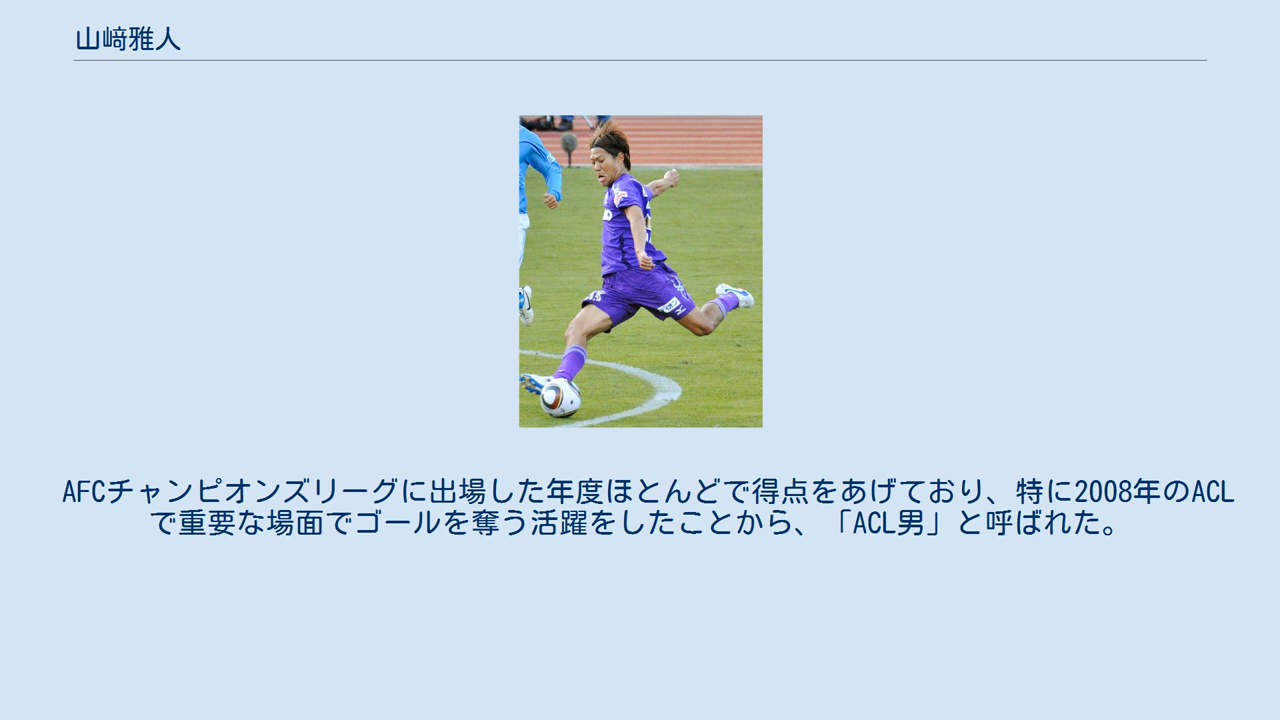 山﨑雅人
AFCチャンピオンズリーグに出場した年度ほとんどで得点をあげており、特に2008年のACL
で重要な場面でゴールを奪う活躍をしたことから、「ACL男」と呼ばれた。